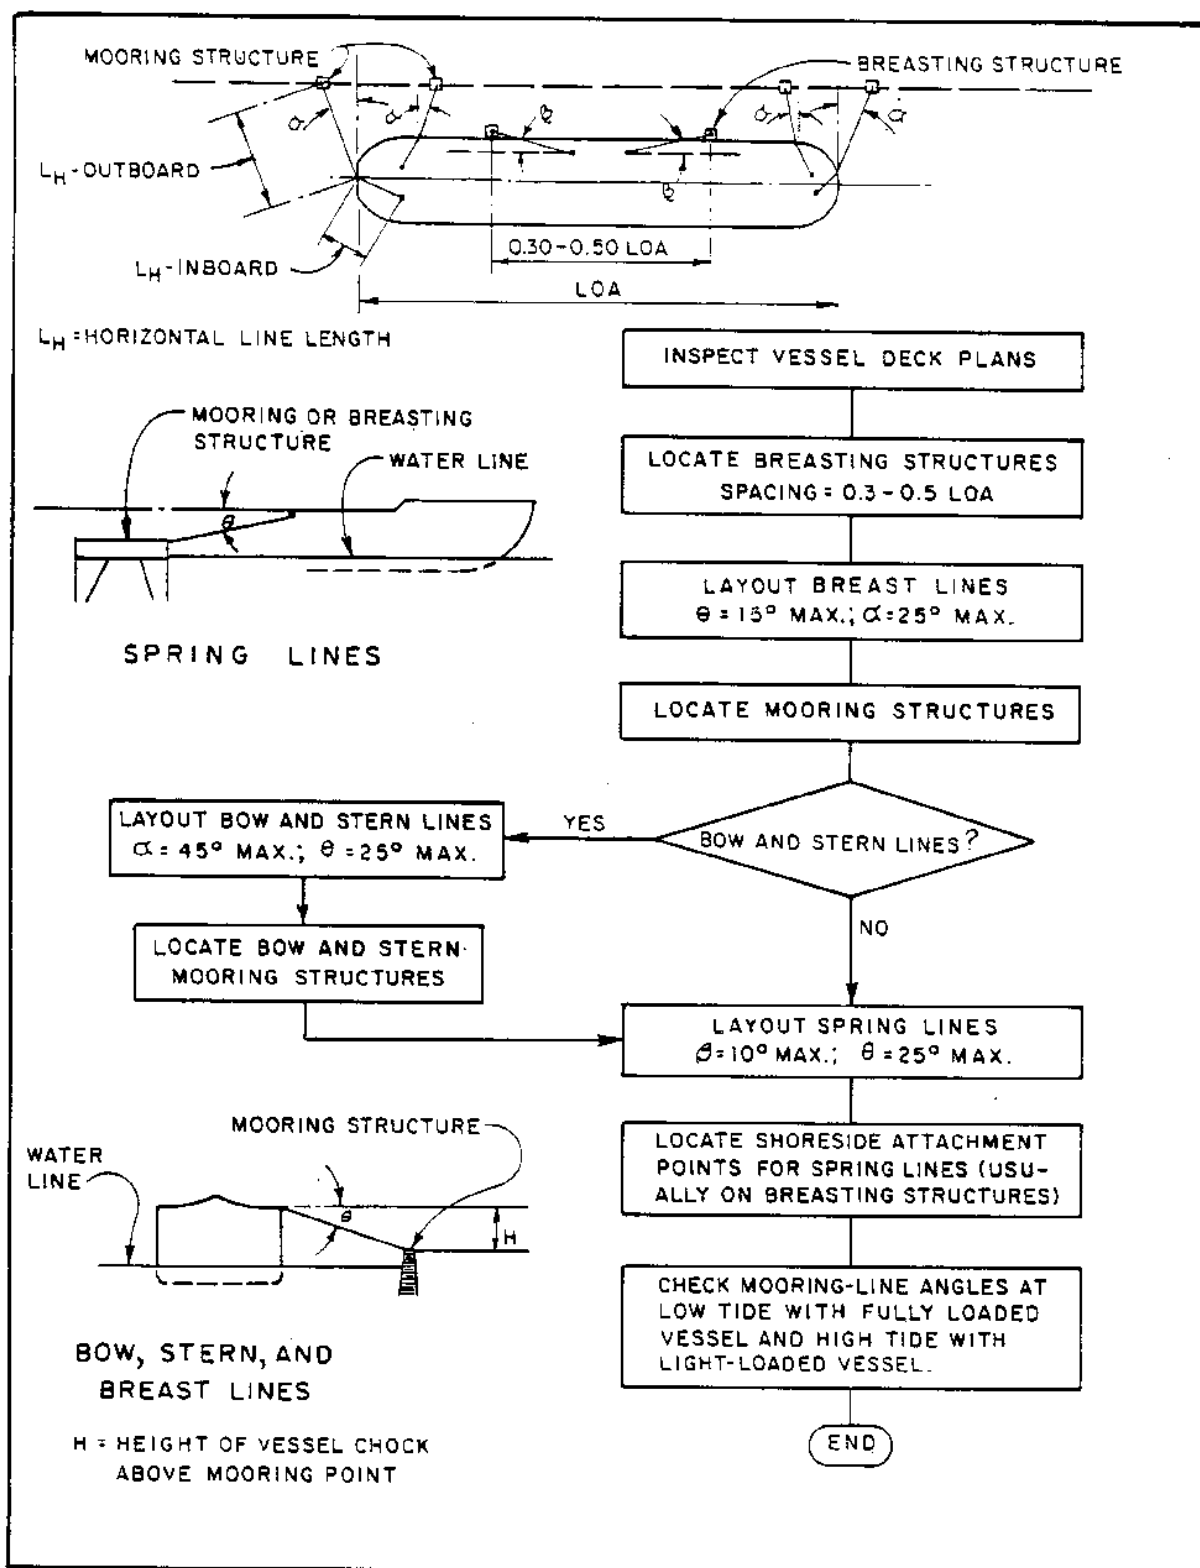 MOORING STRUCTURE
BREASTING STRUCTURE
α
α
β
α
α
L_H-OUTBOARD
β
0.30-0.50 LOA
L_H-INBOARD
LOA
L_H=HORIZONTAL LINE LENGTH
MOORING OR BREASTING
STRUCTURE
WATER LINE
θ
SPRING LINES
INSPECT VESSEL DECK PLANS
LOCATE BREASTING STRUCTURES
SPACING = 0.3-0.5 LOA
LAYOUT BREAST LINES
θ = 15° MAX.; α=25° MAX.
LOCATE MOORING STRUCTURES
BOW AND STERN LINES?
YES
LAYOUT BOW AND STERN LINES
α = 45° MAX.; θ = 25° MAX.
LOCATE BOW AND STERN-
MOORING STRUCTURES
NO
LAYOUT SPRING LINES
β=10° MAX.; θ = 25° MAX.
LOCATE SHORESIDE ATTACHMENT
POINTS FOR SPRING LINES (USU-
ALLY ON BREASTING STRUCTURES)
CHECK MOORING-LINE ANGLES AT
LOW TIDE WITH FULLY LOADED
VESSEL AND HIGH TIDE WITH
LIGHT-LOADED VESSEL.
END
MOORING STRUCTURE
WATER
LINE
θ
H
BOW, STERN, AND
BREAST LINES
H = HEIGHT OF VESSEL CHOCK
ABOVE MOORING POINT